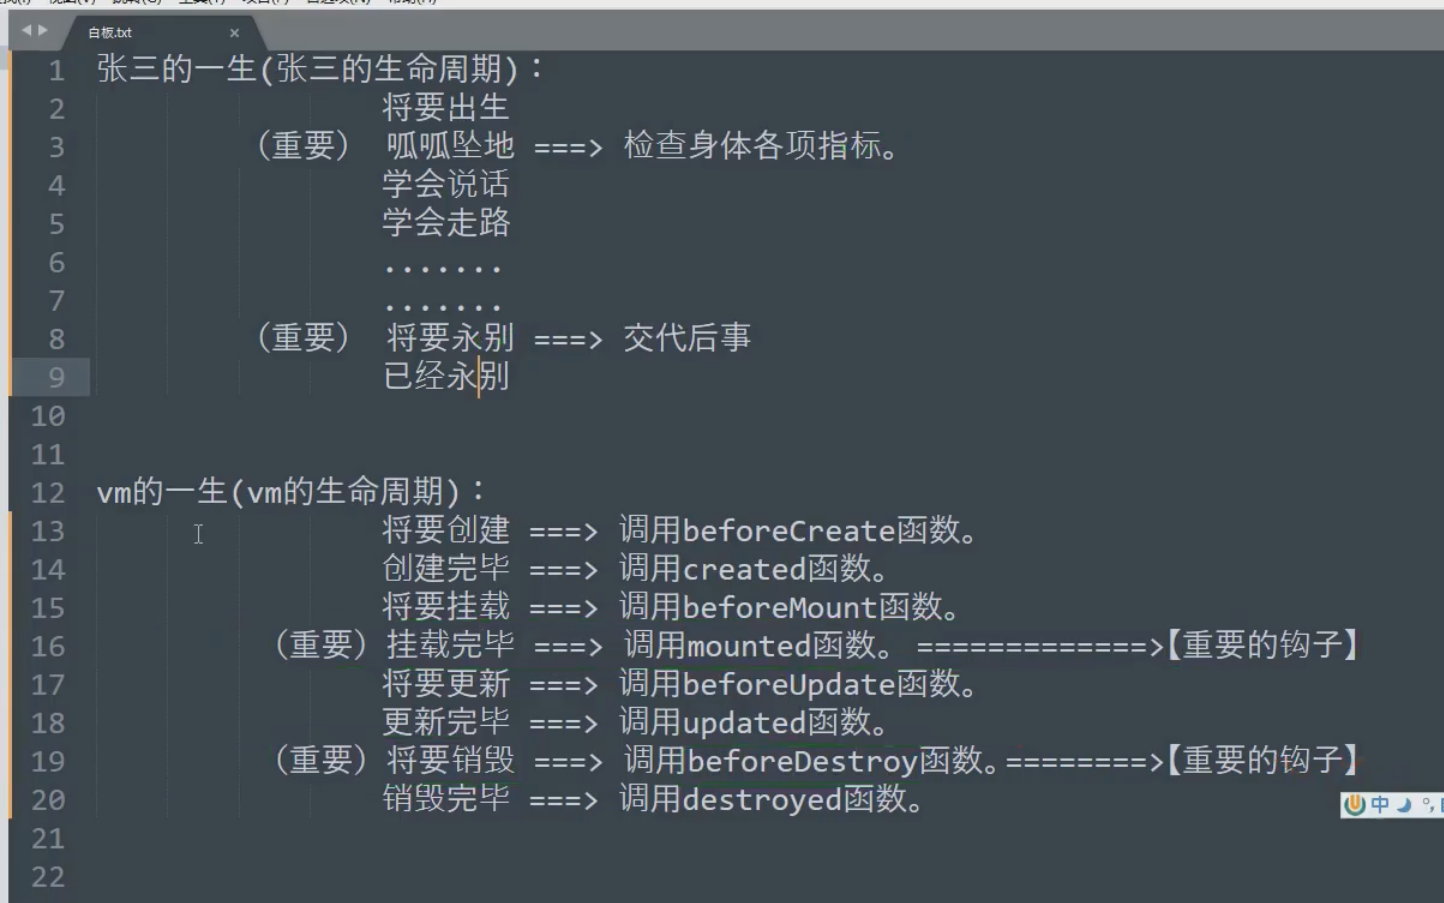 白板.txt
1 张三的一生(张三的生命周期)：
2 将要出生
3 （重要） 呱呱坠地 ===> 检查身体各项指标。
4 学会说话
5 学会走路
6 .......
7 .......
8 （重要） 将要永别 ===> 交代后事
9 已经永别
10
11
12 vm的一生(vm的生命周期)：
13 将要创建 ===> 调用beforeCreate函数。
14 创建完毕 ===> 调用created函数。
15 将要挂载 ===> 调用beforeMount函数。
16 （重要）挂载完毕 ===> 调用mounted函数。 =============>【重要的钩子】
17 将要更新 ===> 调用beforeUpdate函数。
18 更新完毕 ===> 调用updated函数。
19 （重要）将要销毁 ===> 调用beforeDestroy函数。========>【重要的钩子】
20 销毁完毕 ===> 调用destroyed函数。
中
21
22